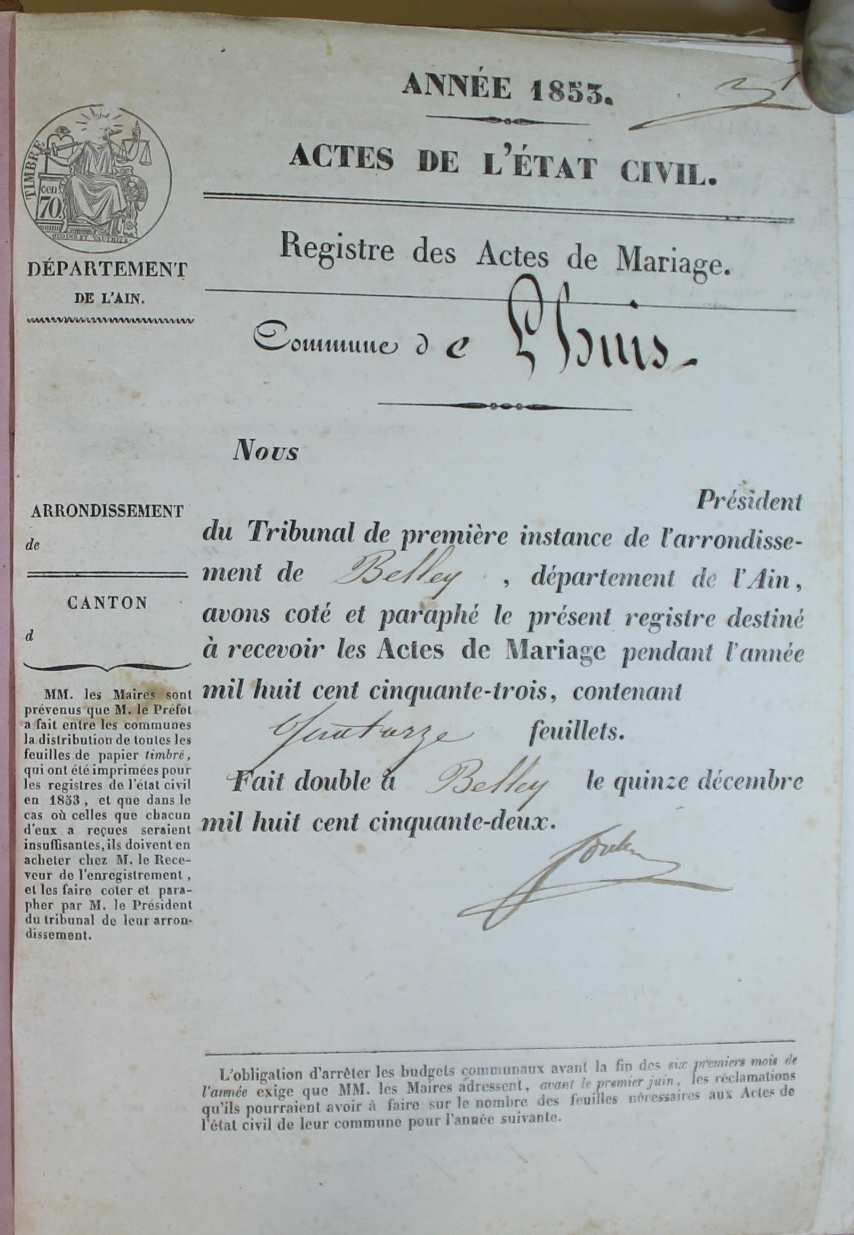 ANNÉE 1853.
ACTES DE L'ÉTAT CIVIL.
TIMBRE
cen
70
DÉPARTEMENT
DE L'AIN.
Registre des Actes de Mariage.
Commune de Lhuis
Nous
Président
du Tribunal de première instance de l'arrondisse-
ment de Belley, département de l'Ain,
avons coté et paraphé le présent registre destiné
à recevoir les Actes de Mariage pendant l'année
mil huit cent cinquante-trois, contenant
Quatorze feuillets.
Fait double à Belley le quinze décembre
mil huit cent cinquante-deux.
ARRONDISSEMENT
de
CANTON
d
MM. les Maires sont
prévenus que M. le Préfet
a fait entre les communes
la distribution de toutes les
feuilles de papier timbré,
qui ont été imprimées pour
les registres de l'état civil
en 1853, et que dans le
cas où celles que chacun
d'eux a reçues seraient
insuffisantes, ils doivent en
acheter chez M. le Rece-
veur de l'enregistrement,
et les faire coter et para-
pher par M. le Président
du tribunal de leur arron-
dissement.
L'obligation d'arrêter les budgets communaux avant la fin des six premiers mois de
l'année exige que MM. les Maires adressent, avant le premier juin, les réclamations
qu'ils pourraient avoir à faire sur le nombre des feuilles nécessaires aux Actes de
l'état civil de leur commune pour l'année suivante.